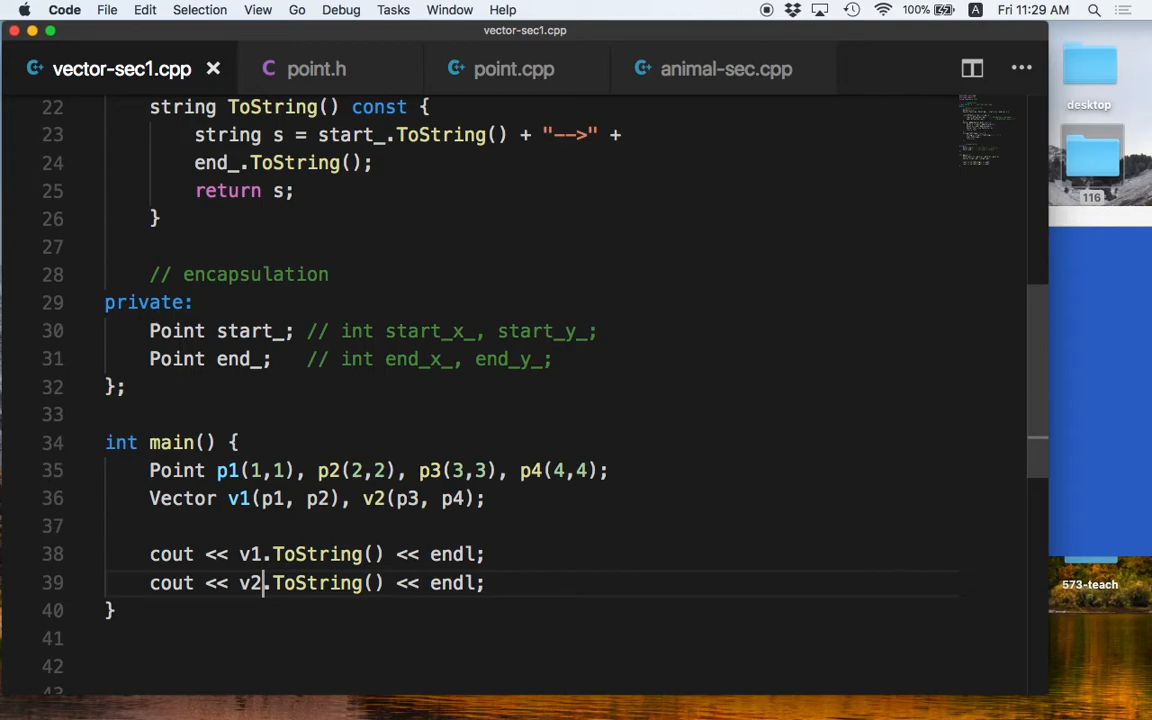 Code File Edit Selection View Go Debug Tasks Window Help 100% A Fri 11:29 AM
vector-sec1.cpp
vector-sec1.cpp × C point.h point.cpp animal-sec.cpp ...
desktop
116
573-teach
22 string ToString() const {
23 string s = start_.ToString() + "-->" +
24 end_.ToString();
25 return s;
26 }
27
28 // encapsulation
29 private:
30 Point start_; // int start_x_, start_y_;
31 Point end_; // int end_x_, end_y_;
32 };
33
34 int main() {
35 Point p1(1,1), p2(2,2), p3(3,3), p4(4,4);
36 Vector v1(p1, p2), v2(p3, p4);
37
38 cout << v1.ToString() << endl;
39 cout << v2.ToString() << endl;
40 }
41
42
43